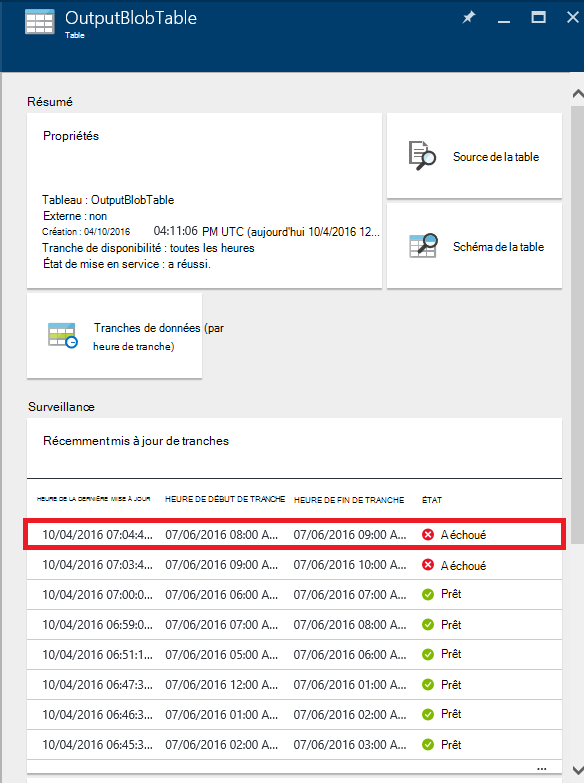 OutputBlobTable
Table
Résumé
Propriétés
Tableau : OutputBlobTable
Externe : non
Création : 04/10/2016 04:11:06 PM UTC (aujourd'hui 10/4/2016 12...
Tranche de disponibilité : toutes les heures
État de mise en service : a réussi.
Source de la table
Schéma de la table
Tranches de données (par
heure de tranche)
Surveillance
Récemment mis à jour de tranches
HEURE DE LA DERNIÈRE MISE À JOUR HEURE DE DÉBUT DE TRANCHE HEURE DE FIN DE TRANCHE ÉTAT
10/04/2016 07:04:4... 07/06/2016 08:00 A... 07/06/2016 09:00 A... A échoué
10/04/2016 07:03:4... 07/06/2016 09:00 A... 07/06/2016 10:00 A... A échoué
10/04/2016 07:00:0... 07/06/2016 06:00 A... 07/06/2016 07:00 A... Prêt
10/04/2016 06:59:0... 07/06/2016 07:00 A... 07/06/2016 08:00 A... Prêt
10/04/2016 06:51:1... 07/06/2016 05:00 A... 07/06/2016 06:00 A... Prêt
10/04/2016 06:47:3... 07/06/2016 12:00 A... 07/06/2016 01:00 A... Prêt
10/04/2016 06:46:3... 07/06/2016 01:00 A... 07/06/2016 02:00 A... Prêt
10/04/2016 06:45:3... 07/06/2016 02:00 A... 07/06/2016 03:00 A... Prêt
...